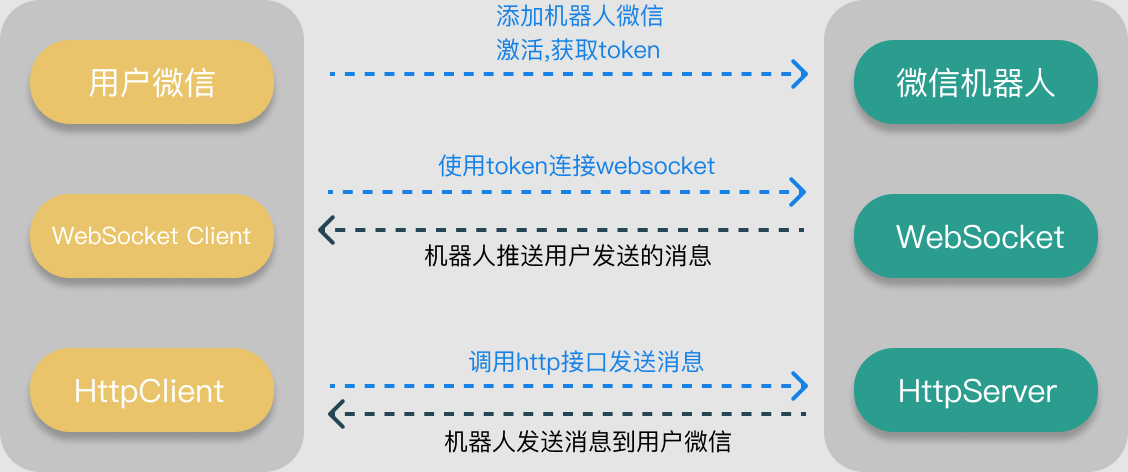 添加机器人微信
激活,获取token
用户微信
微信机器人
使用token连接websocket
WebSocket Client
WebSocket
机器人推送用户发送的消息
调用http接口发送消息
HttpClient
HttpServer
机器人发送消息到用户微信